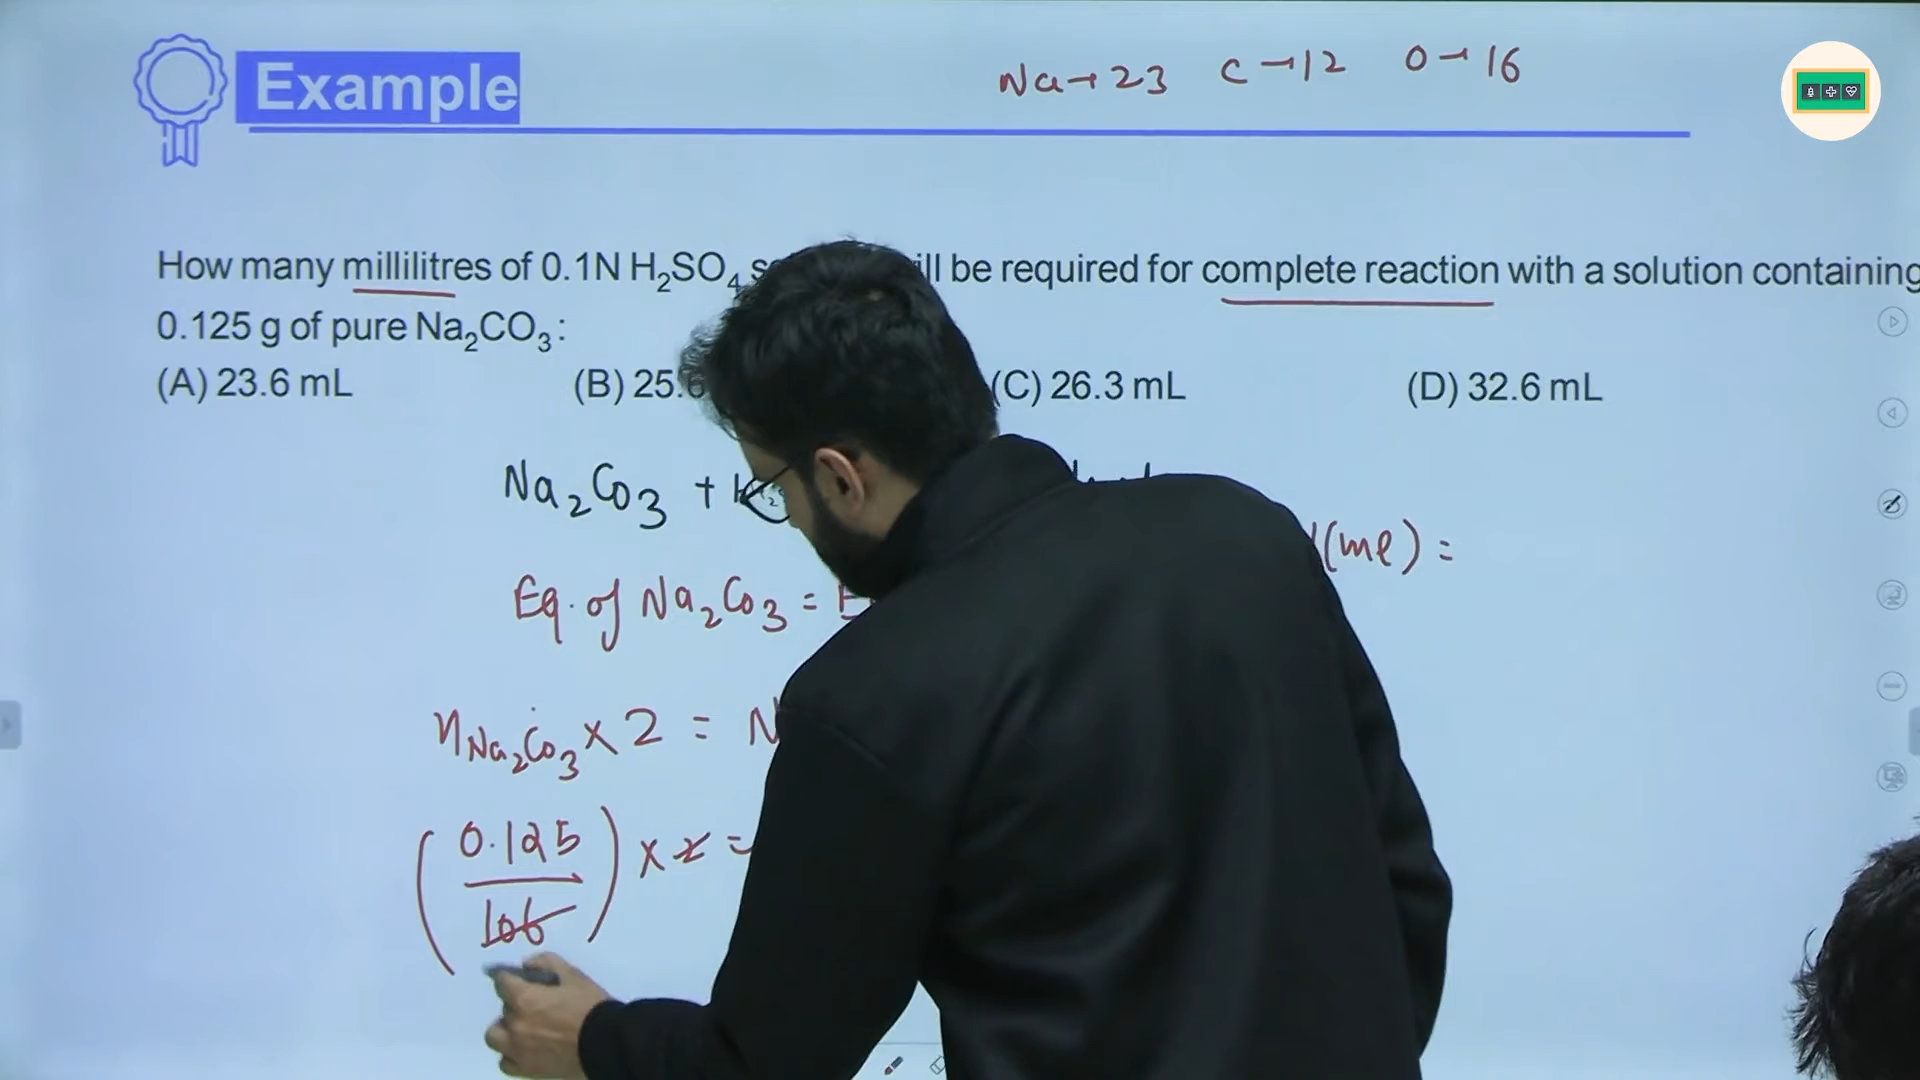 Example
Na→23 C→12 O→16
How many millilitres of 0.1N H₂SO₄ will be required for complete reaction with a solution containing
0.125 g of pure Na₂CO₃:
(A) 23.6 mL (B) 25.6 (C) 26.3 mL (D) 32.6 mL
Na₂CO₃ +
(ml) =
Eq. of Na₂CO₃ =
nNa₂CO₃ × 2 = N
(0.125/106) × 2 =